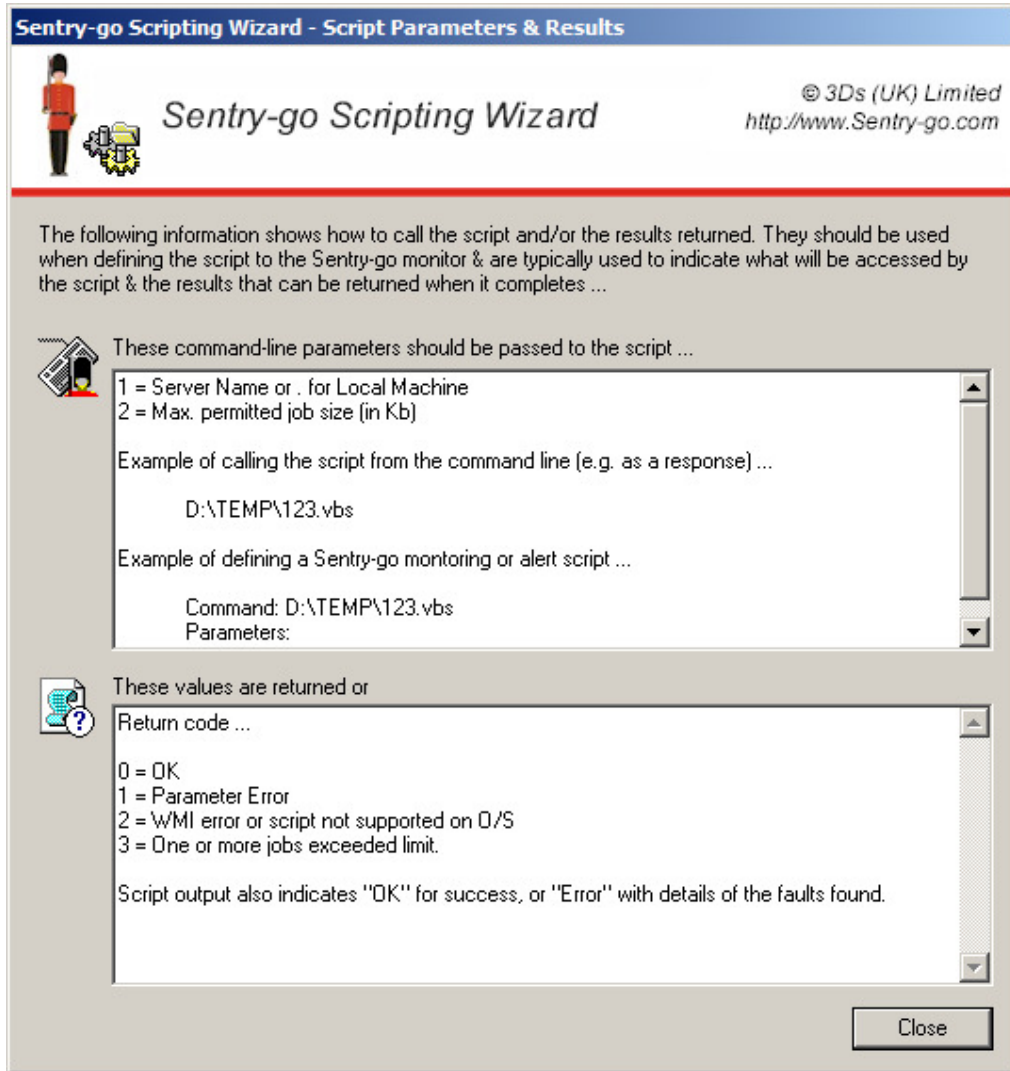 Sentry-go Scripting Wizard - Script Parameters & Results
Sentry-go Scripting Wizard
© 3Ds (UK) Limited
http://www.Sentry-go.com
The following information shows how to call the script and/or the results returned. They should be used
when defining the script to the Sentry-go monitor & are typically used to indicate what will be accessed by
the script & the results that can be returned when it completes ...
These command-line parameters should be passed to the script ...
1 = Server Name or . for Local Machine
2 = Max. permitted job size (in Kb)
Example of calling the script from the command line (e.g. as a response) ...
D:\TEMP\123.vbs
Example of defining a Sentry-go montoring or alert script ...
Command: D:\TEMP\123.vbs
Parameters:
These values are returned or
Return code ...
0 = OK
1 = Parameter Error
2 = WMI error or script not supported on O/S
3 = One or more jobs exceeded limit.
Script output also indicates "OK" for success, or "Error" with details of the faults found.
Close